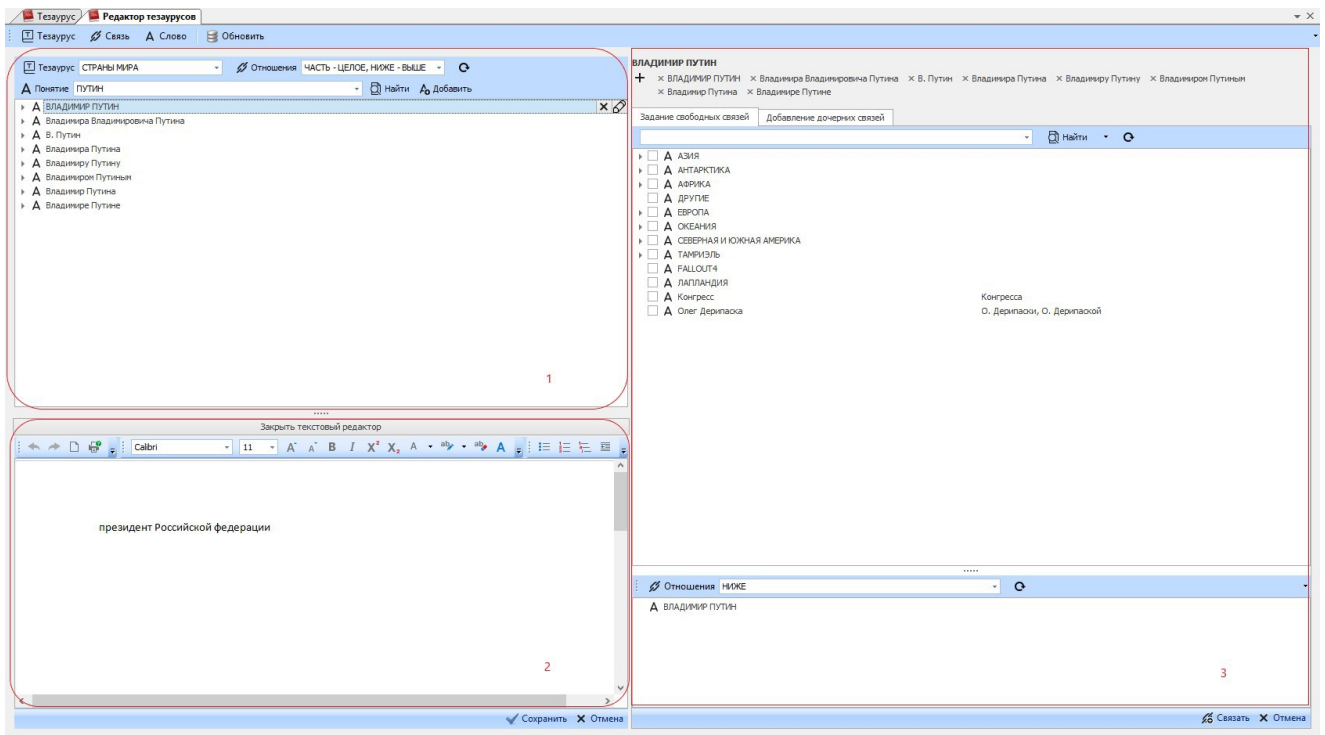 Тезаурус Редактор тезаурусов
Тезаурус Связь Слово Обновить
Тезаурус СТРАНЫ МИРА Отношения ЧАСТЬ - ЦЕЛОЕ, НИЖЕ - ВЫШЕ
Понятие ПУТИН Найти Добавить
ВЛАДИМИР ПУТИН
Владимира Владимировича Путина
В. Путин
Владимира Путина
Владимиру Путину
Владимиром Путиным
Владимир Путина
Владимире Путине
1
Закрыть текстовый редактор
Calibri 11
президент Российской федерации
2
Сохранить Отмена
ВЛАДИМИР ПУТИН
ВЛАДИМИР ПУТИН Владимира Владимировича Путина В. Путин Владимира Путина Владимиру Путину Владимиром Путиным
Владимир Путина Владимире Путине
Задание свободных связей Добавление дочерних связей
Найти
АЗИЯ
АНТАРКТИКА
АФРИКА
ДРУГИЕ
ЕВРОПА
ОКЕАНИЯ
СЕВЕРНАЯ И ЮЖНАЯ АМЕРИКА
ТАМРИЭЛЬ
FALLOUT4
ЛАПЛАНДИЯ
Конгресс Конгресса
Олег Дерипаска О. Дерипаски, О. Дерипаской
Отношения НИЖЕ
ВЛАДИМИР ПУТИН
3
Связать Отмена